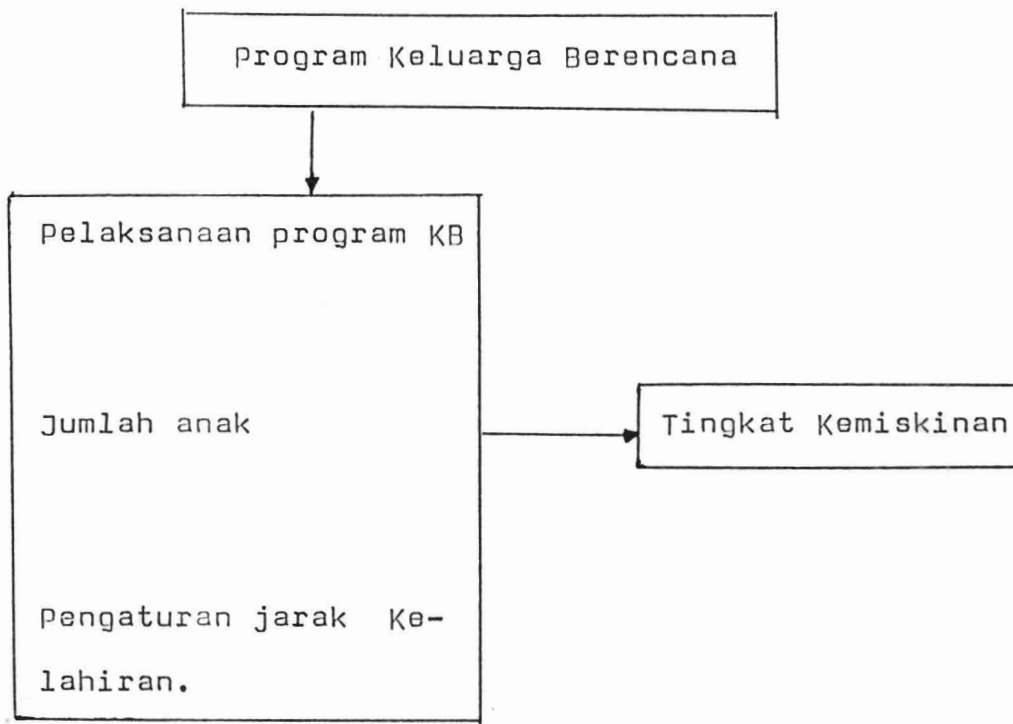 Program Keluarga Berencana
Pelaksanaan program KB
Jumlah anak
Tingkat Kemiskinan
Pengaturan jarak Ke-
lahiran.